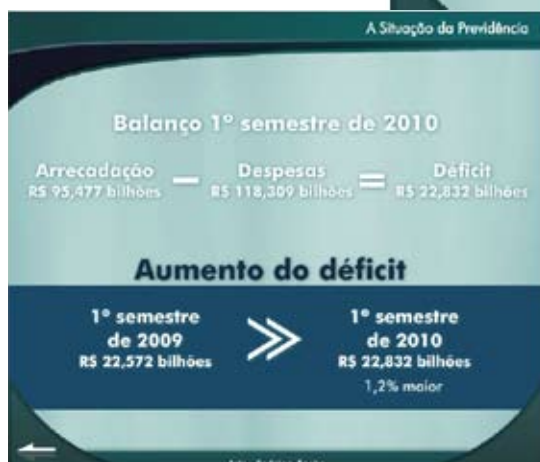 A Situação da Previdência
Balanço 1º semestre de 2010
Arrecadação — Despesas = Déficit
R$ 95,477 bilhões R$ 118,309 bilhões R$ 22,832 bilhões
Aumento do déficit
1º semestre 1º semestre
de 2009 >> de 2010
R$ 22,572 bilhões R$ 22,832 bilhões
1,2% maior